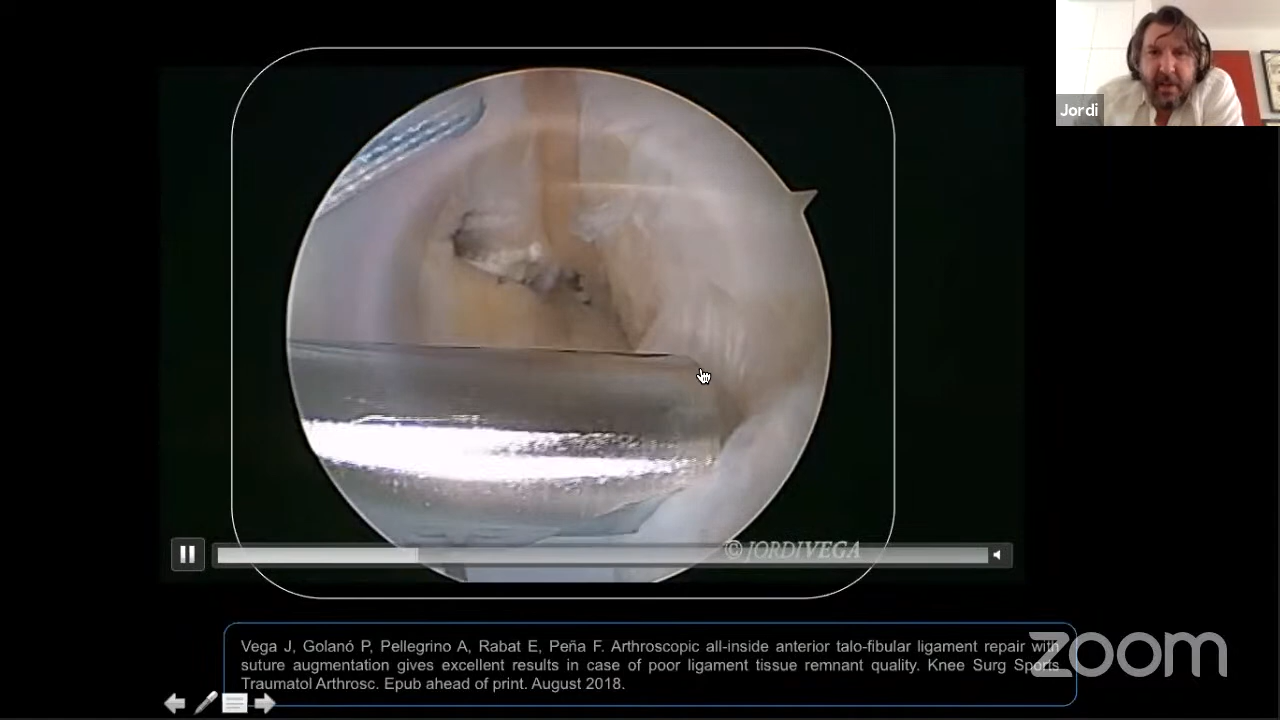 Jordi
© JORDIVEGA
Vega J, Golanó P, Pellegrino A, Rabat E, Peña F. Arthroscopic all-inside anterior talo-fibular ligament repair with
suture augmentation gives excellent results in case of poor ligament tissue remnant quality. Knee Surg Sports
Traumatol Arthrosc. Epub ahead of print. August 2018.
zoom